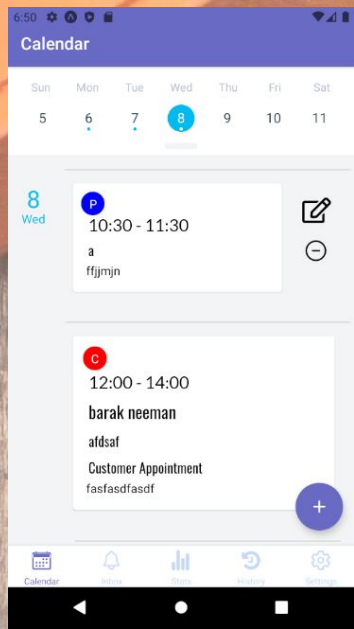 6:50
Calendar
Sun Mon Tue Wed Thu Fri Sat
5 6 7 8 9 10 11
8
Wed
P
10:30 - 11:30
a
ffjjmjn
C
12:00 - 14:00
barak neeman
afdsaf
Customer Appointment
fasfasdfasdf
+
Calendar Inbox Stats History Settings